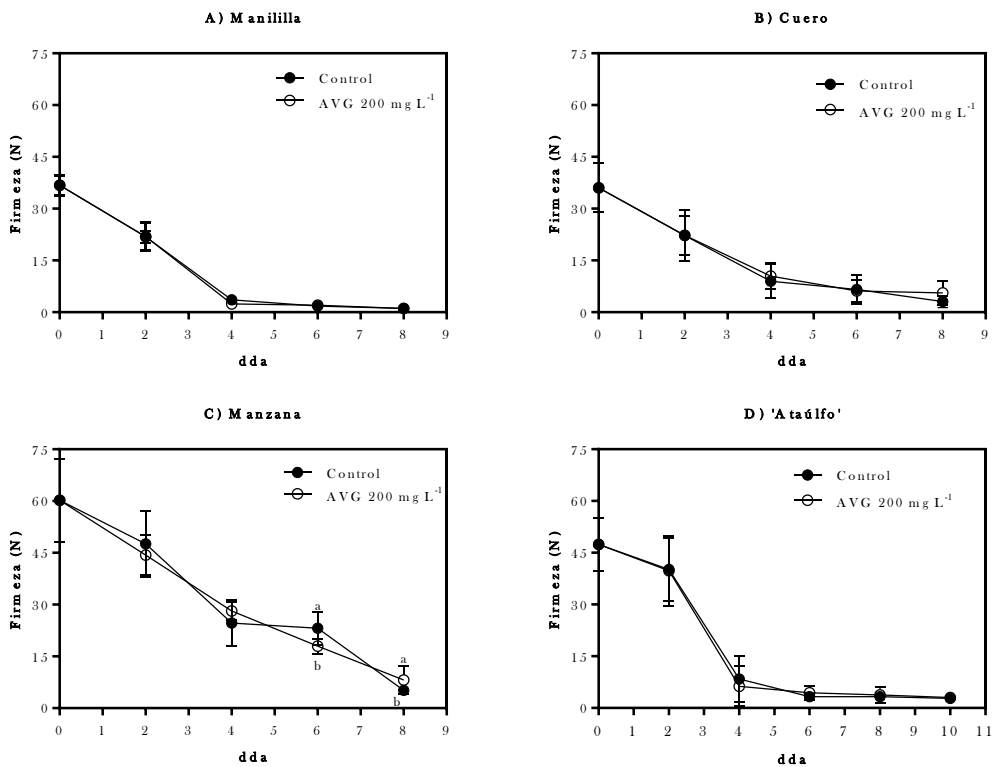 A) Manililla
75
60
45
30
15
0
Firmeza (N)
Control
AVG 200 mg L-1
0 1 2 3 4 5 6 7 8 9
dda
B) Cuero
75
60
45
30
15
0
Firmeza (N)
Control
AVG 200 mg L-1
0 1 2 3 4 5 6 7 8 9
dda
C) Manzana
75
60
45
30
15
0
Firmeza (N)
Control
AVG 200 mg L-1
a
b
a
b
0 1 2 3 4 5 6 7 8 9
dda
D) 'Ataúlfo'
75
60
45
30
15
0
Firmeza (N)
Control
AVG 200 mg L-1
0 1 2 3 4 5 6 7 8 9 10 11
dda